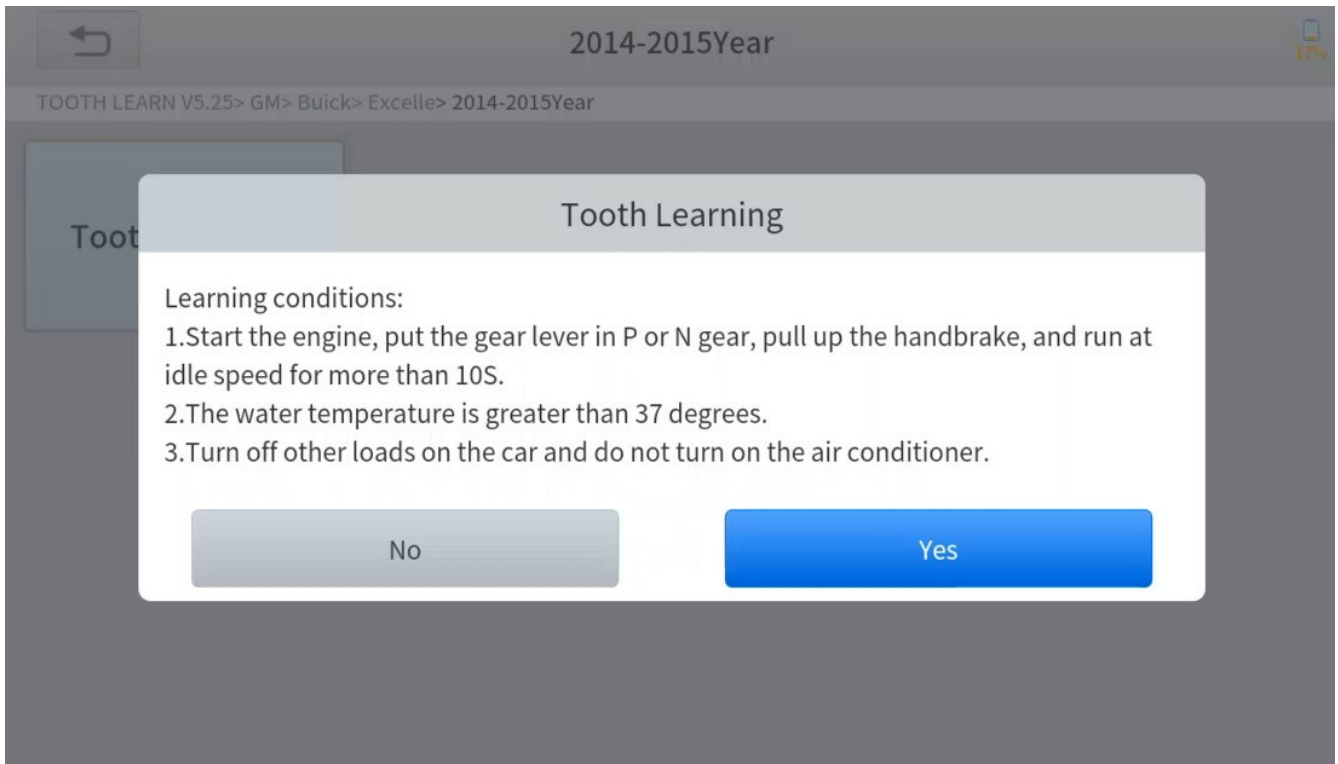 2014-2015Year
17%
TOOTH LEARN V5.25> GM> Buick> Excelle> 2014-2015Year
Toot
Tooth Learning
Learning conditions:
1.Start the engine, put the gear lever in P or N gear, pull up the handbrake, and run at
idle speed for more than 10S.
2.The water temperature is greater than 37 degrees.
3.Turn off other loads on the car and do not turn on the air conditioner.
No
Yes